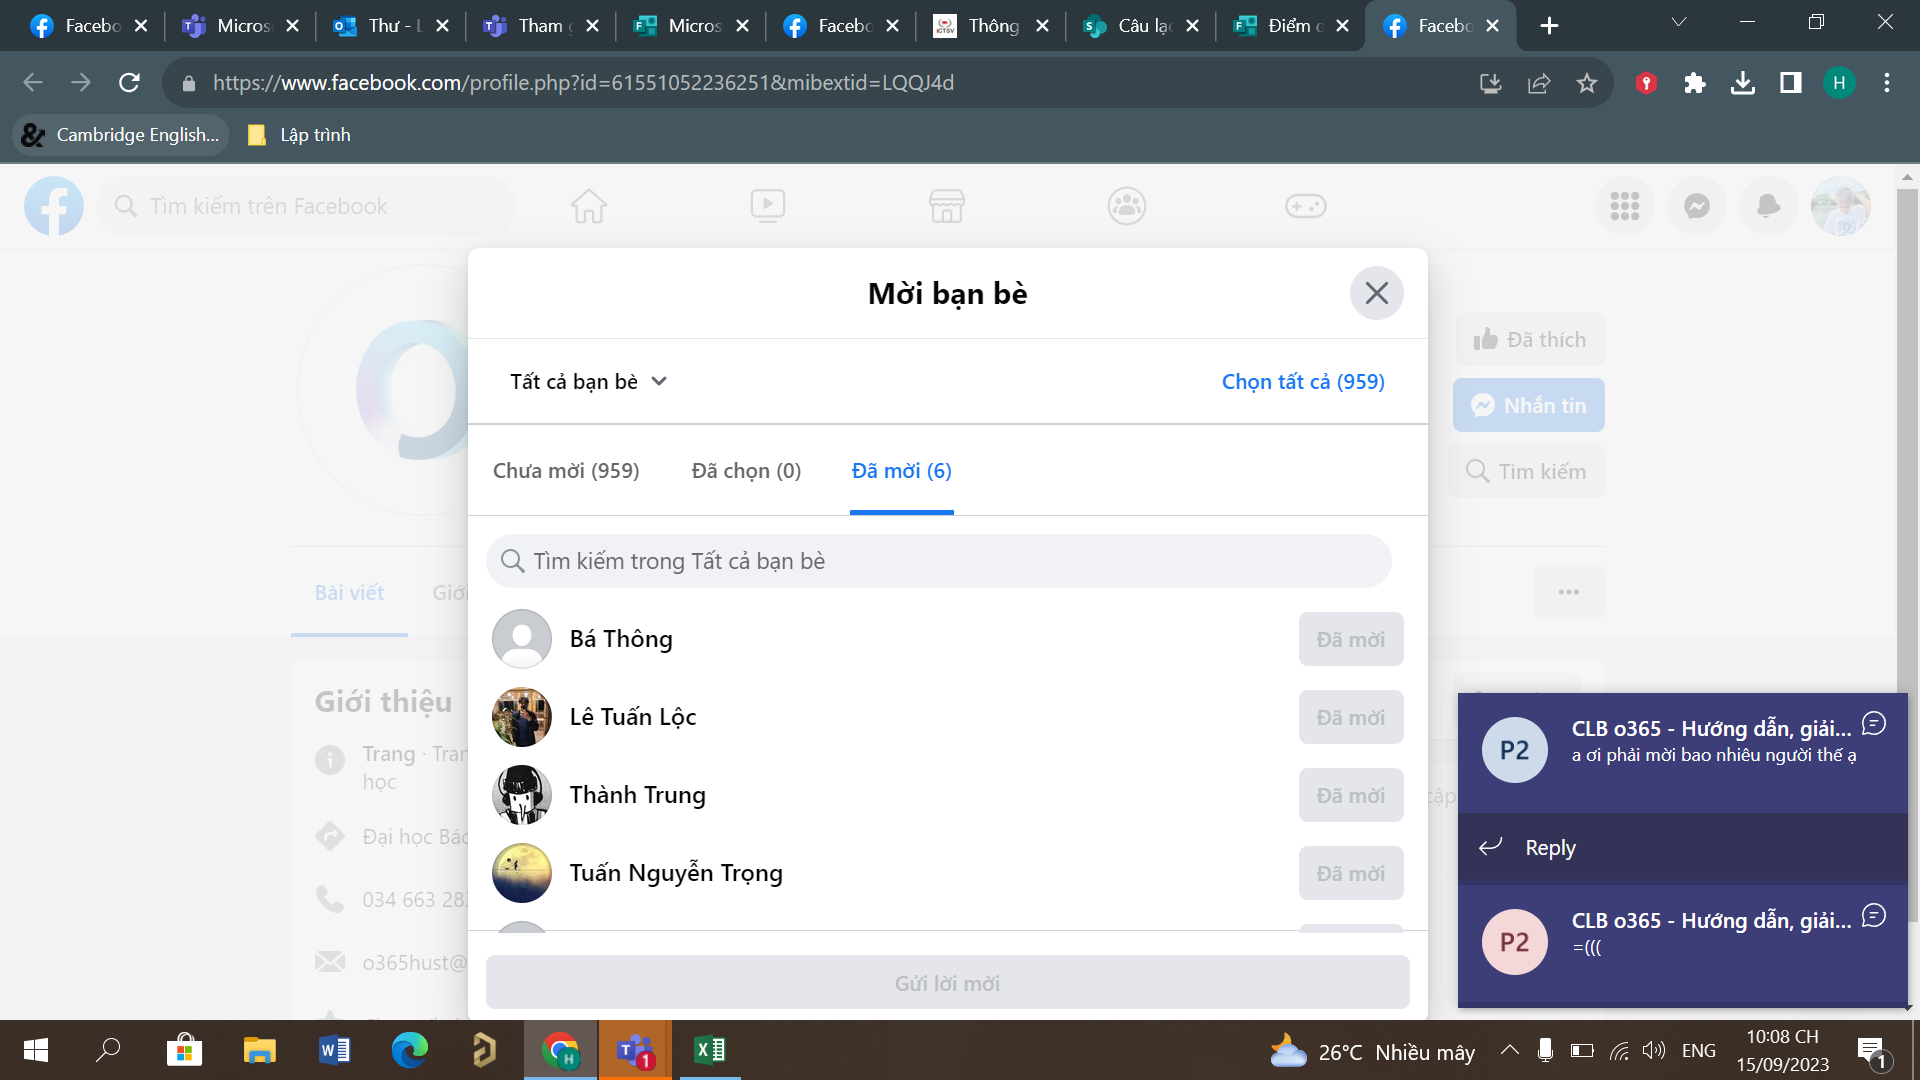 Facebo
Micros
Thư - L
Tham g
Micros
Facebo
Thông
Câu lạc
Điểm d
Facebo
https://www.facebook.com/profile.php?id=61551052236251&mibextid=LQQJ4d
H
Cambridge English...
Lập trình
Tìm kiếm trên Facebook
Mời bạn bè
Đã thích
Tất cả bạn bè
Chọn tất cả (959)
Nhắn tin
Chưa mời (959)
Đã chọn (0)
Đã mời (6)
Tìm kiếm
Tìm kiếm trong Tất cả bạn bè
Bài viết
Giới
Bá Thông
Đã mời
Giới thiệu
Lê Tuấn Lộc
Đã mời
Trang · Tran
học
Thành Trung
Đã mời
cập
Đại học Bác
Tuấn Nguyễn Trọng
Đã mời
034 663 283
o365hust@
Gửi lời mời
P2
CLB o365 - Hướng dẫn, giải...
a ơi phải mời bao nhiêu người thế ạ
Reply
P2
CLB o365 - Hướng dẫn, giải...
=(((
26°C Nhiều mây
ENG
10:08 CH
15/09/2023
1